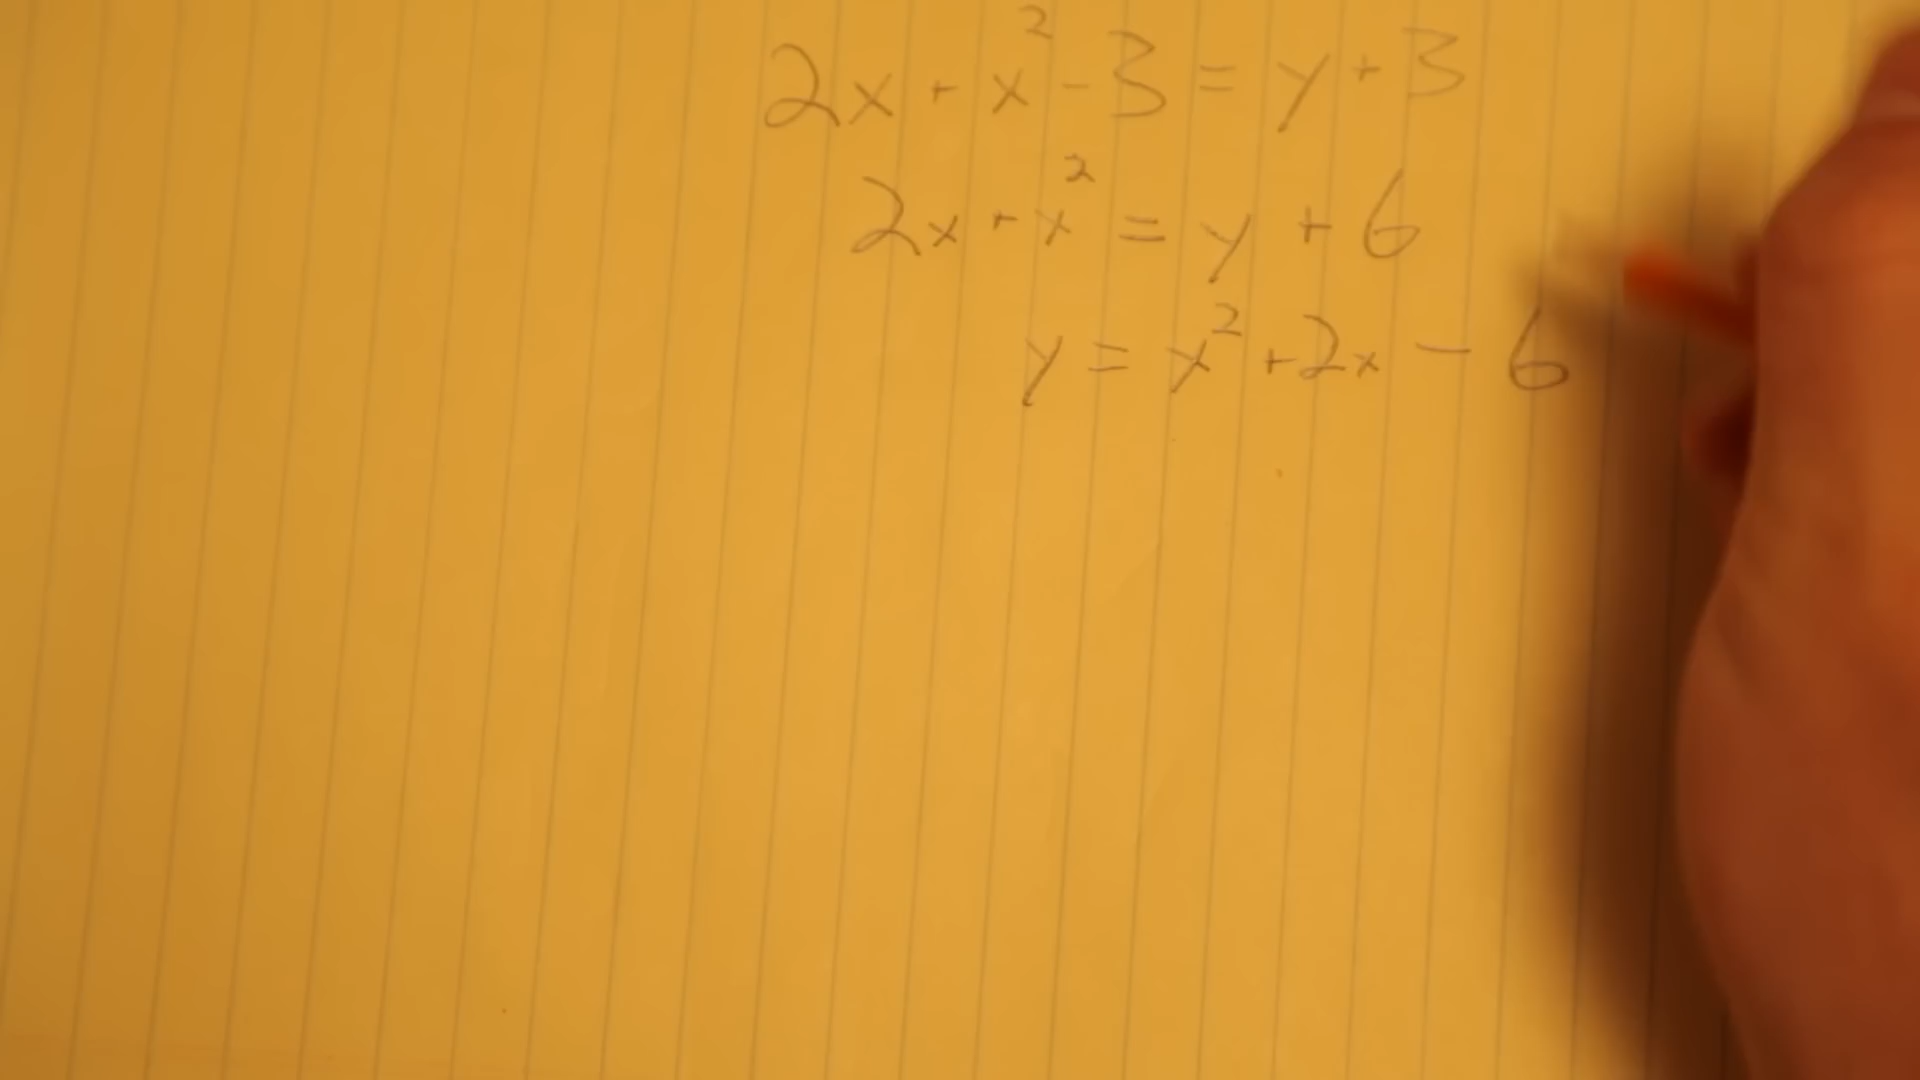 2x + x² - 3 = y + 3
2x + x² = y + 6
y = x² + 2x - 6